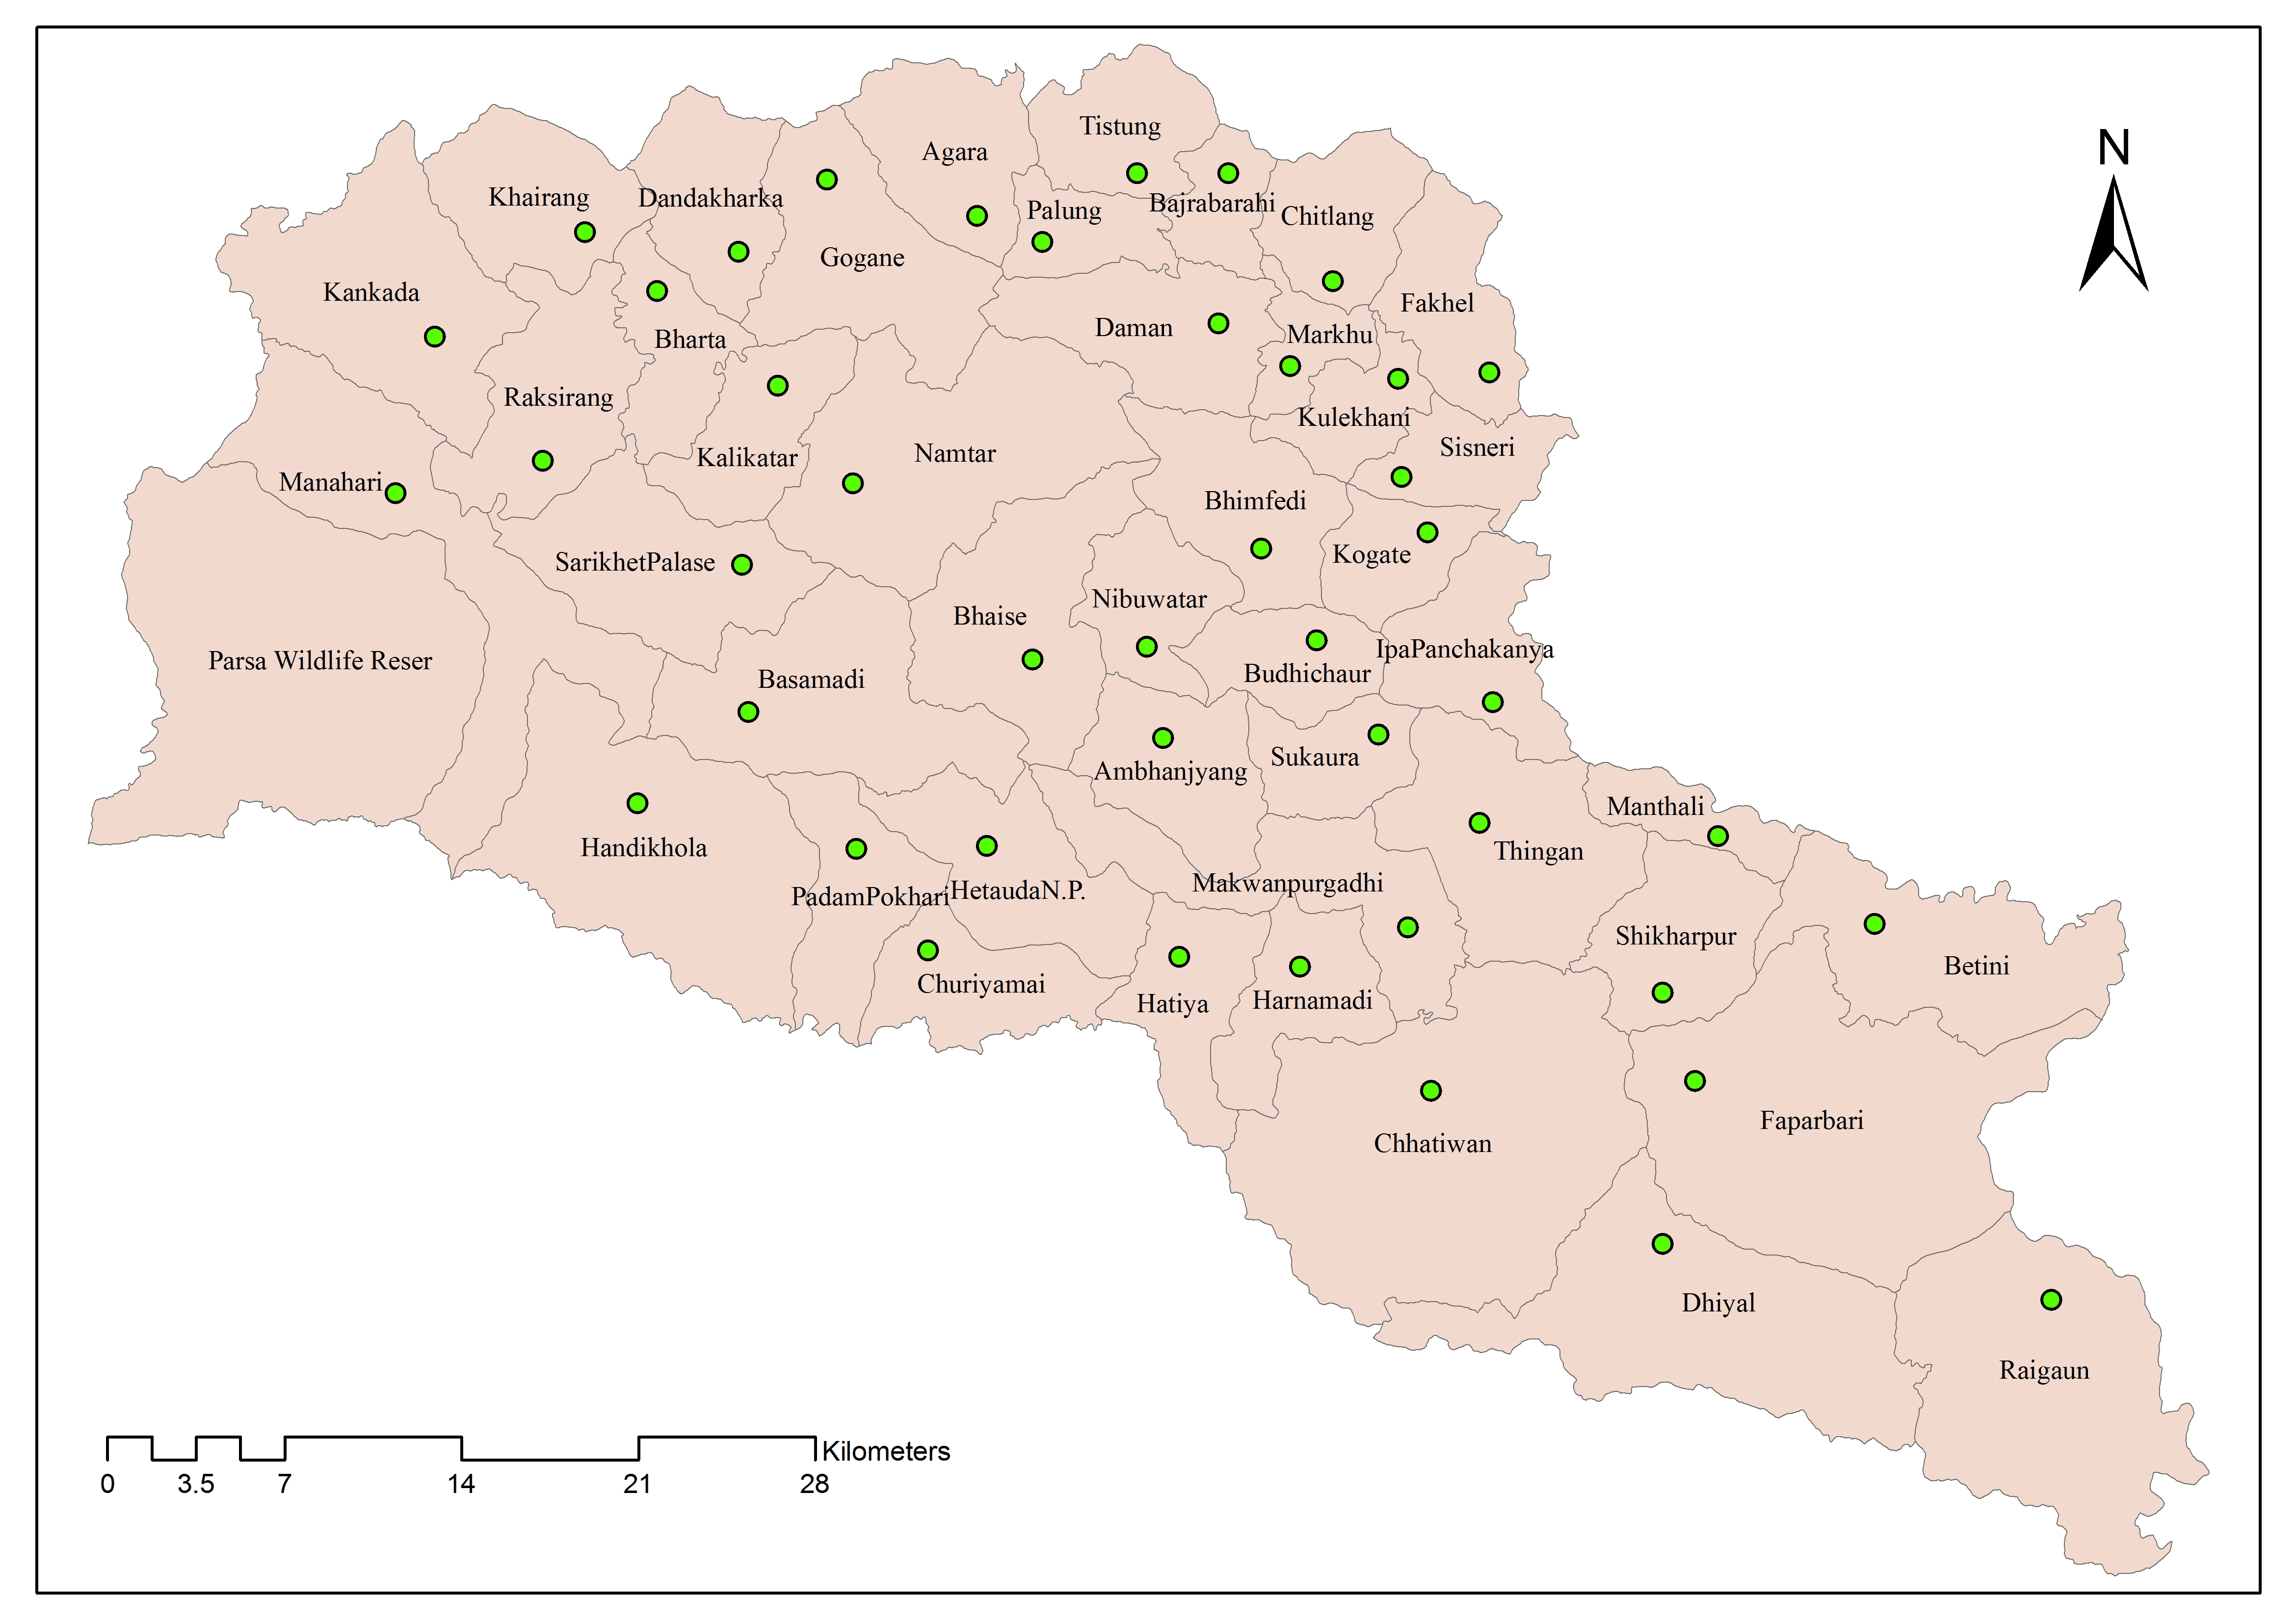 Tistung
N
Agara
Khairang
Dandakharka
Palung
Bajrabarahi
Chitlang
Gogane
Kankada
Fakhel
Daman
Markhu
Bharta
Raksirang
Kulekhani
Sisneri
Namtar
Kalikatar
Manahari
Bhimfedi
Kogate
SarikhetPalase
Nibuwatar
Bhaise
IpaPanchakanya
Parsa Wildlife Reser
Budhichaur
Basamadi
Sukaura
Ambhanjyang
Manthali
Handikhola
Thingan
Makwanpurgadhi
HetaudaN.P.
PadamPokhari
Shikharpur
Betini
Churiyamai
Hatiya
Harnamadi
Faparbari
Chhatiwan
Dhiyal
Raigaun
Kilometers
0 3.5 7 14 21 28